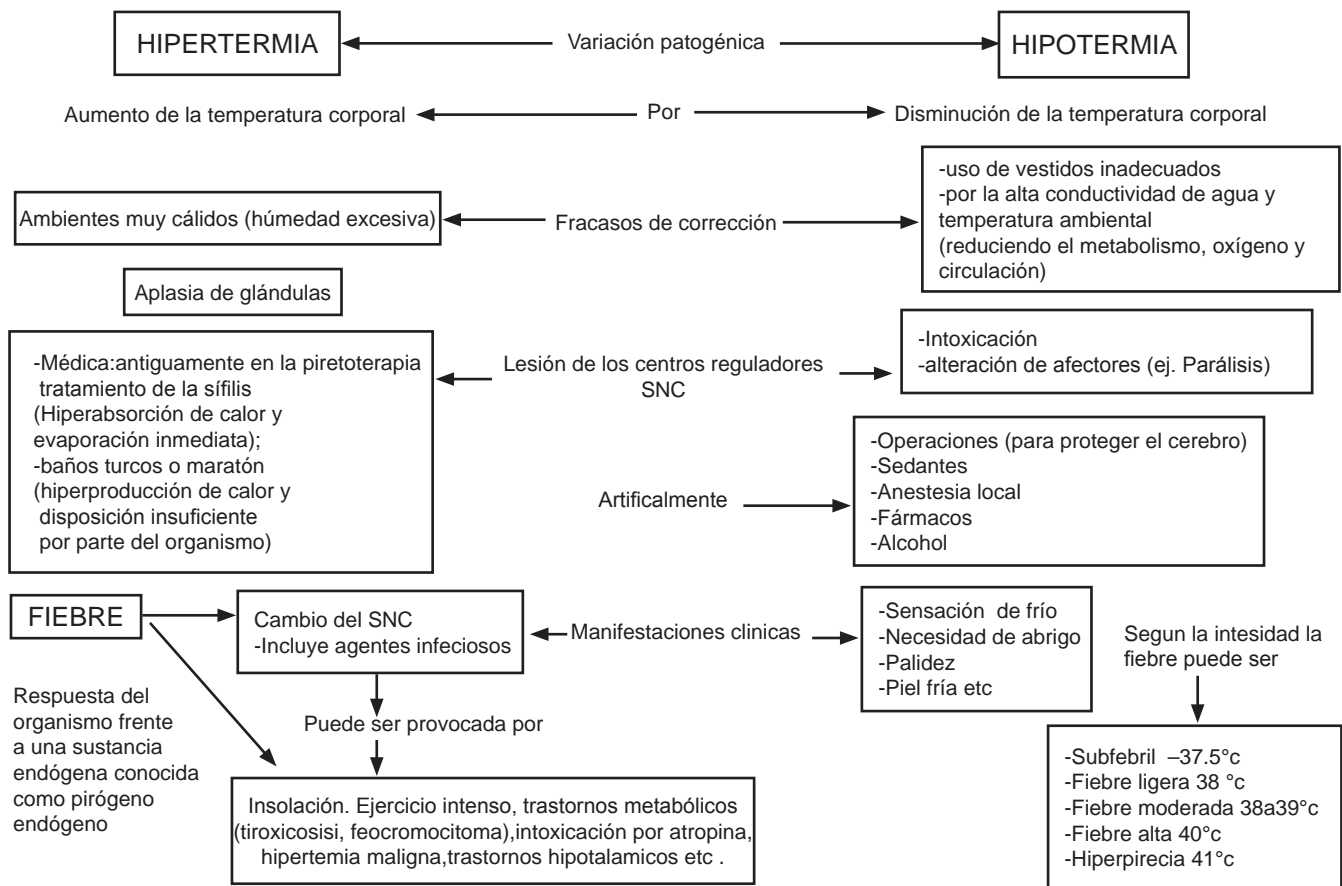 HIPERTERMIA
Variación patogénica
HIPOTERMIA
Aumento de la temperatura corporal
Por
Disminución de la temperatura corporal
Ambientes muy cálidos (húmedad excesiva)
Fracasos de corrección
-uso de vestidos inadecuados
-por la alta conductividad de agua y
temperatura ambiental
(reduciendo el metabolismo, oxígeno y
circulación)
Aplasia de glándulas
-Médica:antiguamente en la piretoterapia
tratamiento de la sífilis
(Hiperabsorción de calor y
evaporación inmediata);
-baños turcos o maratón
(hiperproducción de calor y
disposición insuficiente
por parte del organismo)
Lesión de los centros reguladores
SNC
-Intoxicación
-alteración de afectores (ej. Parálisis)
Artificalmente
-Operaciones (para proteger el cerebro)
-Sedantes
-Anestesia local
-Fármacos
-Alcohol
FIEBRE
Cambio del SNC
-Incluye agentes infeciosos
Manifestaciones clinicas
-Sensación de frío
-Necesidad de abrigo
-Palidez
-Piel fría etc
Segun la intesidad la
fiebre puede ser
Respuesta del
organismo frente
a una sustancia
endógena conocida
como pirógeno
endógeno
Puede ser provocada por
Insolación. Ejercicio intenso, trastornos metabólicos
(tiroxicosisi, feocromocitoma),intoxicación por atropina,
hipertemia maligna,trastornos hipotalamicos etc .
-Subfebril –37.5°c
-Fiebre ligera 38 °c
-Fiebre moderada 38a39°c
-Fiebre alta 40°c
-Hiperpirecia 41°c